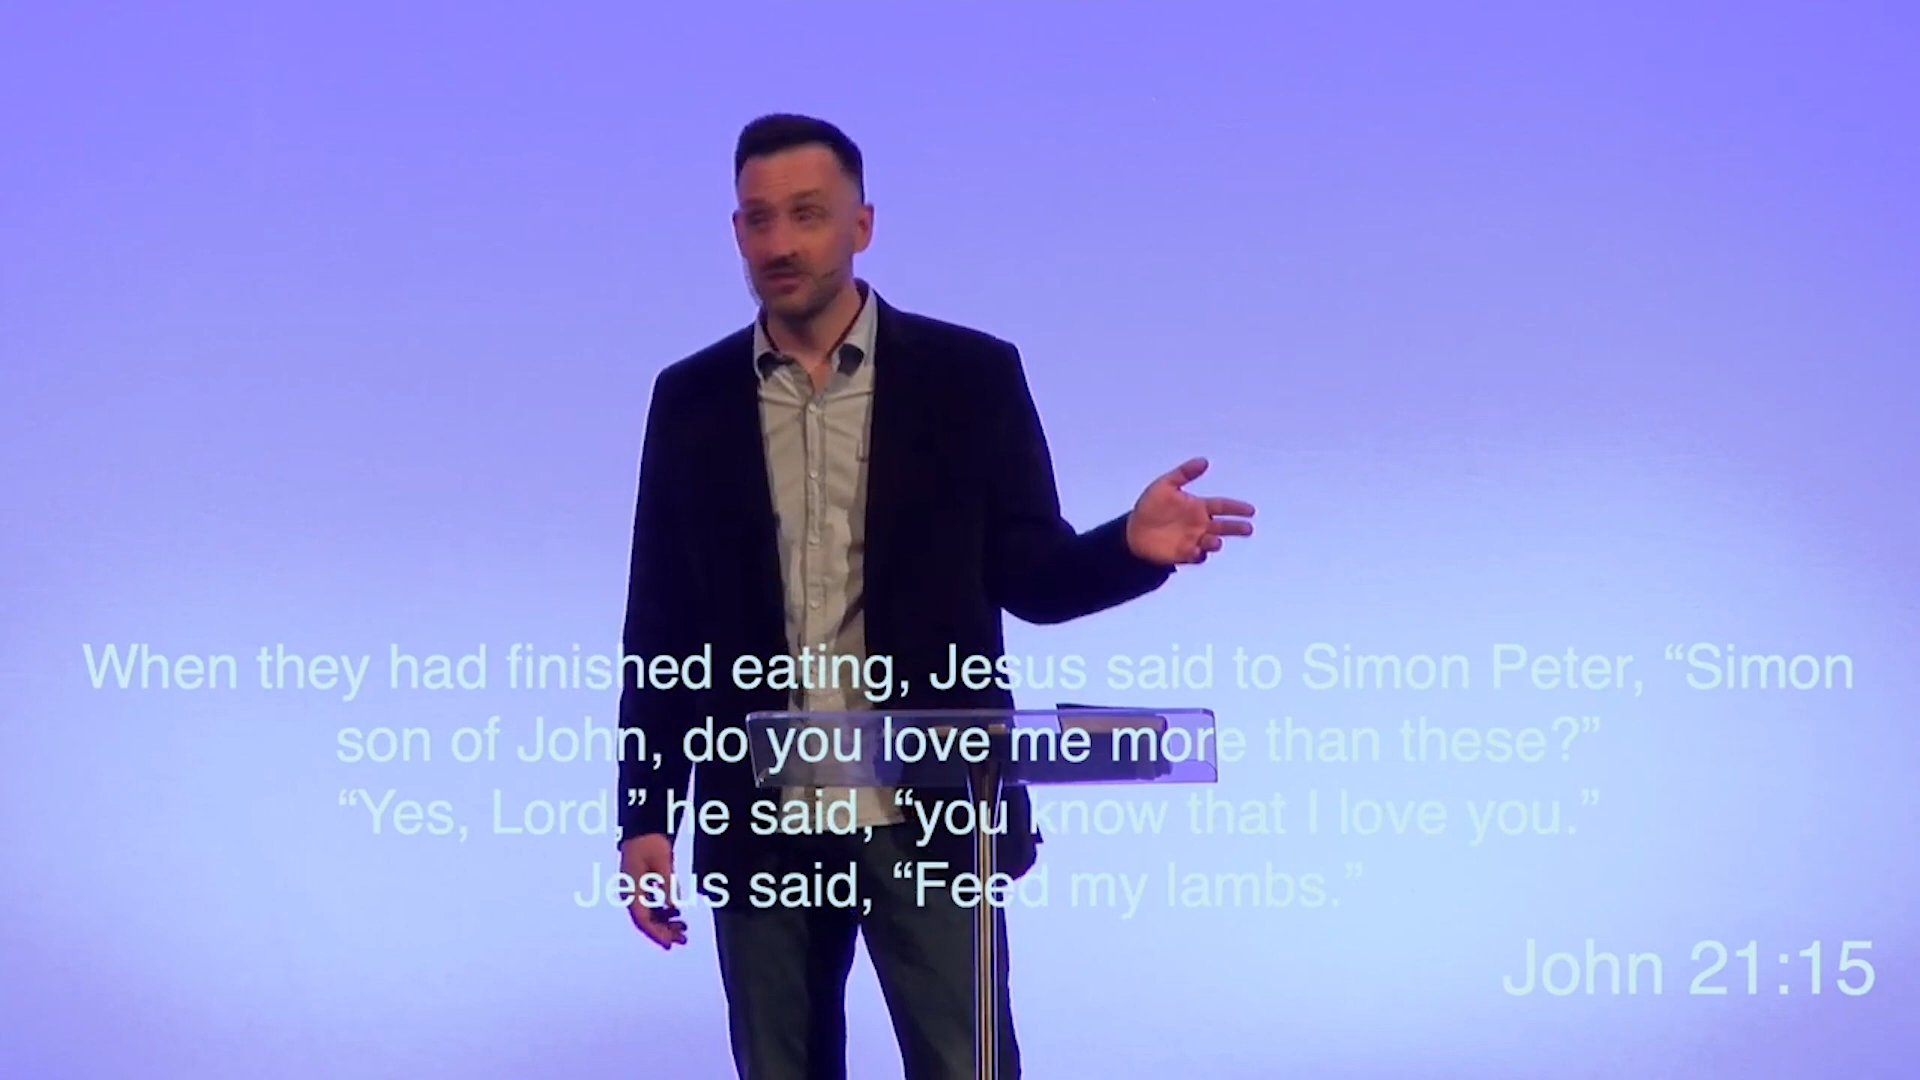 When they had finished eating, Jesus said to Simon Peter, “Simon
son of John, do you love me more than these?”
“Yes, Lord,” he said, “you know that I love you.”
Jesus said, “Feed my lambs.”
John 21:15